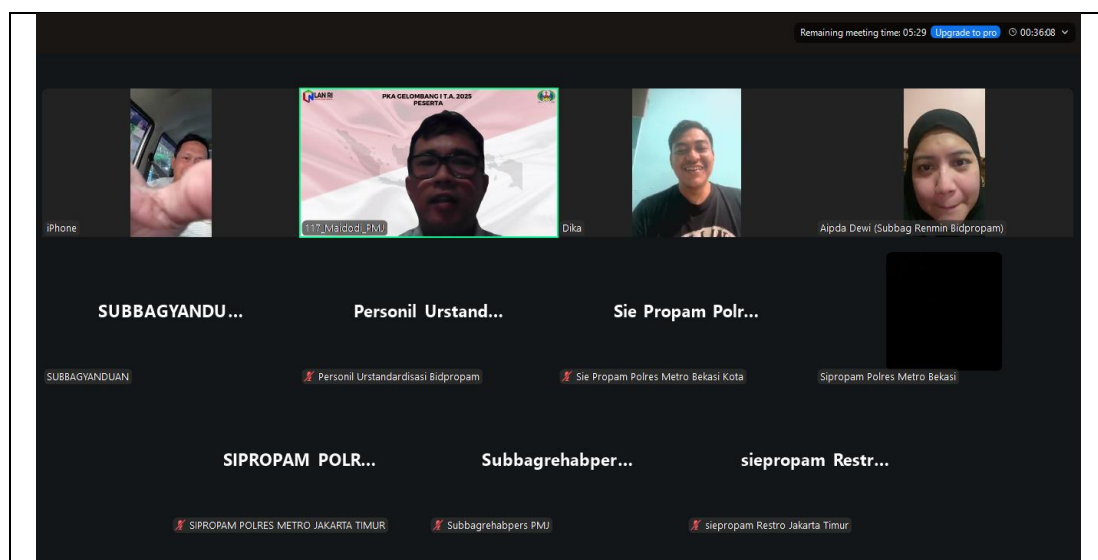 Remaining meeting time: 05:29 Upgrade to pro 00:36:08
LAN RI
PKA GELOMBANG I T.A. 2025
PESERTA
iPhone
117_Maidodi_PMJ
Dika
Aipda Dewi (Subbag Renmin Bidpropam)
SUBBAGYANDU...
Personil Urstand...
Sie Propam Polr...
SUBBAGYANDUAN
Personil Urstandardisasi Bidpropam
Sie Propam Polres Metro Bekasi Kota
Sipropam Polres Metro Bekasi
SIPROPAM POLR...
Subbagrehabper...
siepropam Restr...
SIPROPAM POLRES METRO JAKARTA TIMUR
Subbagrehabpers PMJ
siepropam Restro Jakarta Timur